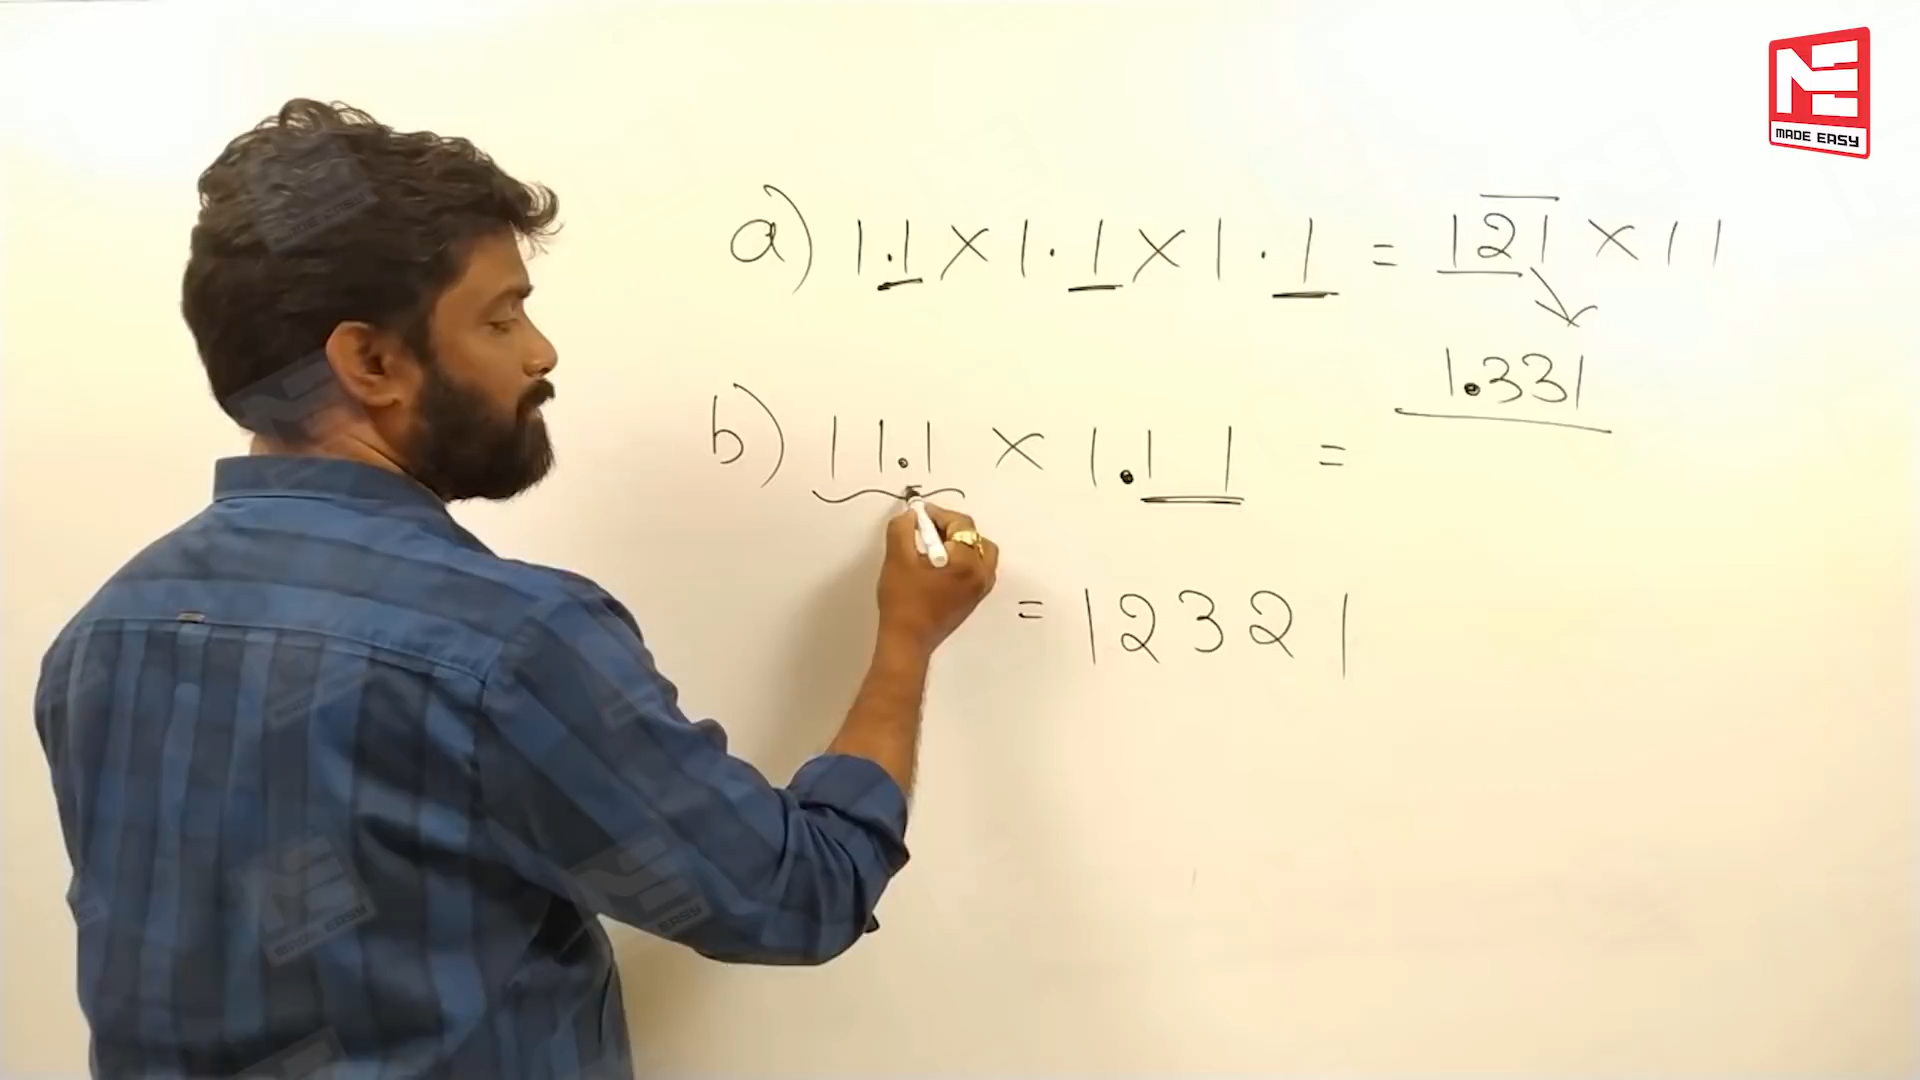 MADE EASY
a) 1.1 × 1.1 × 1.1 = 121 × 11
1.331
b) 11.1 × 1.11 =
= 12321